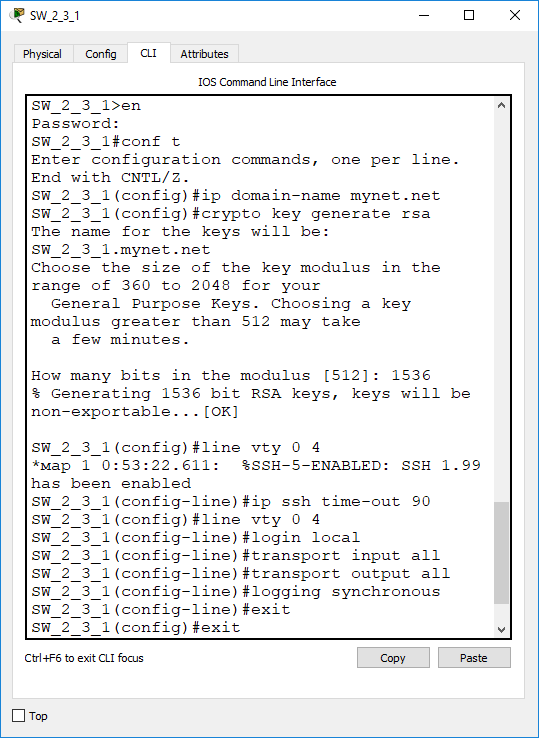 SW_2_3_1
Physical Config CLI Attributes
IOS Command Line Interface
SW_2_3_1>en
Password:
SW_2_3_1#conf t
Enter configuration commands, one per line.
End with CNTL/Z.
SW_2_3_1(config)#ip domain-name mynet.net
SW_2_3_1(config)#crypto key generate rsa
The name for the keys will be:
SW_2_3_1.mynet.net
Choose the size of the key modulus in the
range of 360 to 2048 for your
General Purpose Keys. Choosing a key
modulus greater than 512 may take
a few minutes.
How many bits in the modulus [512]: 1536
% Generating 1536 bit RSA keys, keys will be
non-exportable...[OK]
SW_2_3_1(config)#line vty 0 4
*мар 1 0:53:22.611: %SSH-5-ENABLED: SSH 1.99
has been enabled
SW_2_3_1(config-line)#ip ssh time-out 90
SW_2_3_1(config)#line vty 0 4
SW_2_3_1(config-line)#login local
SW_2_3_1(config-line)#transport input all
SW_2_3_1(config-line)#transport output all
SW_2_3_1(config-line)#logging synchronous
SW_2_3_1(config-line)#exit
SW_2_3_1(config)#exit
Ctrl+F6 to exit CLI focus
Copy Paste
Top